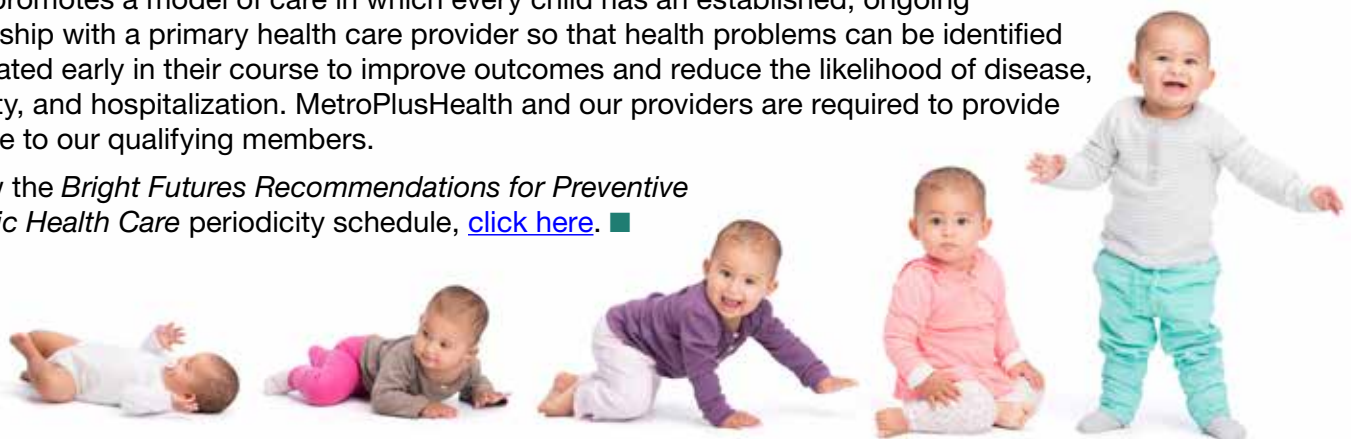 promotes a model of care in which every child has an established, ongoing
ship with a primary health care provider so that health problems can be identified
ated early in their course to improve outcomes and reduce the likelihood of disease,
ty, and hospitalization. MetroPlusHealth and our providers are required to provide
e to our qualifying members.
the Bright Futures Recommendations for Preventive
ic Health Care periodicity schedule, click here.